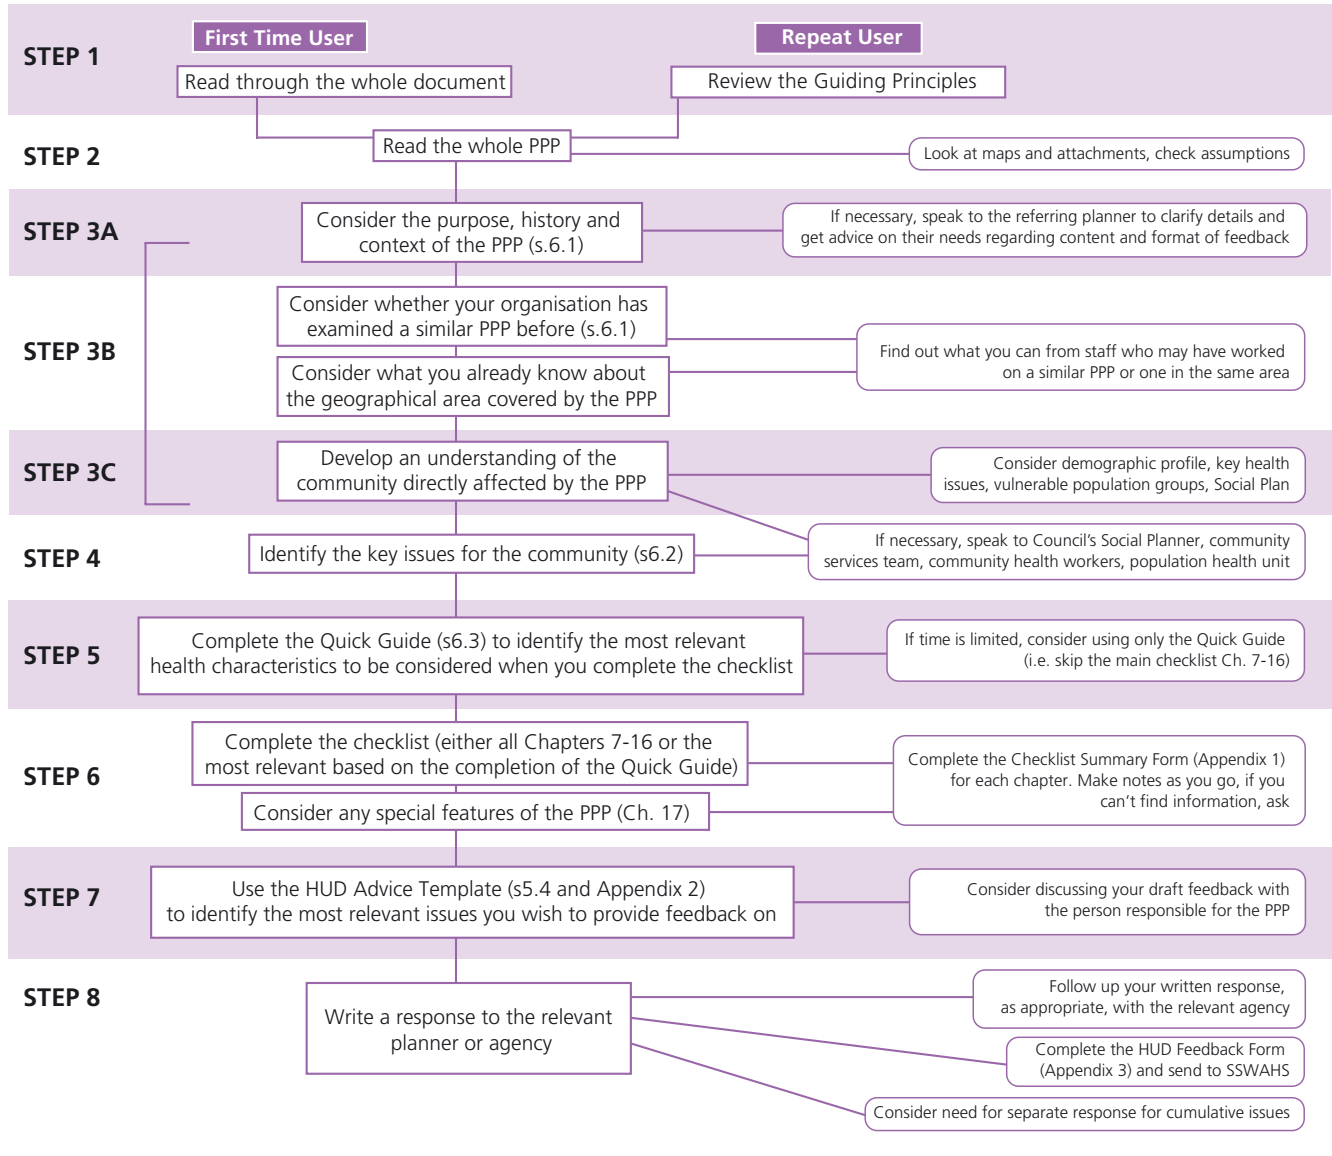 STEP 1
First Time User
Read through the whole document
Repeat User
Review the Guiding Principles
STEP 2
Read the whole PPP
Look at maps and attachments, check assumptions
STEP 3A
Consider the purpose, history and
context of the PPP (s.6.1)
If necessary, speak to the referring planner to clarify details and
get advice on their needs regarding content and format of feedback
STEP 3B
Consider whether your organisation has
examined a similar PPP before (s.6.1)
Consider what you already know about
the geographical area covered by the PPP
Find out what you can from staff who may have worked
on a similar PPP or one in the same area
STEP 3C
Develop an understanding of the
community directly affected by the PPP
Consider demographic profile, key health
issues, vulnerable population groups, Social Plan
STEP 4
Identify the key issues for the community (s6.2)
If necessary, speak to Council's Social Planner, community
services team, community health workers, population health unit
STEP 5
Complete the Quick Guide (s6.3) to identify the most relevant
health characteristics to be considered when you complete the checklist
If time is limited, consider using only the Quick Guide
(i.e. skip the main checklist Ch. 7-16)
STEP 6
Complete the checklist (either all Chapters 7-16 or the
most relevant based on the completion of the Quick Guide)
Consider any special features of the PPP (Ch. 17)
Complete the Checklist Summary Form (Appendix 1)
for each chapter. Make notes as you go, if you
can't find information, ask
STEP 7
Use the HUD Advice Template (s5.4 and Appendix 2)
to identify the most relevant issues you wish to provide feedback on
Consider discussing your draft feedback with
the person responsible for the PPP
STEP 8
Write a response to the relevant
planner or agency
Follow up your written response,
as appropriate, with the relevant agency
Complete the HUD Feedback Form
(Appendix 3) and send to SSWAHS
Consider need for separate response for cumulative issues